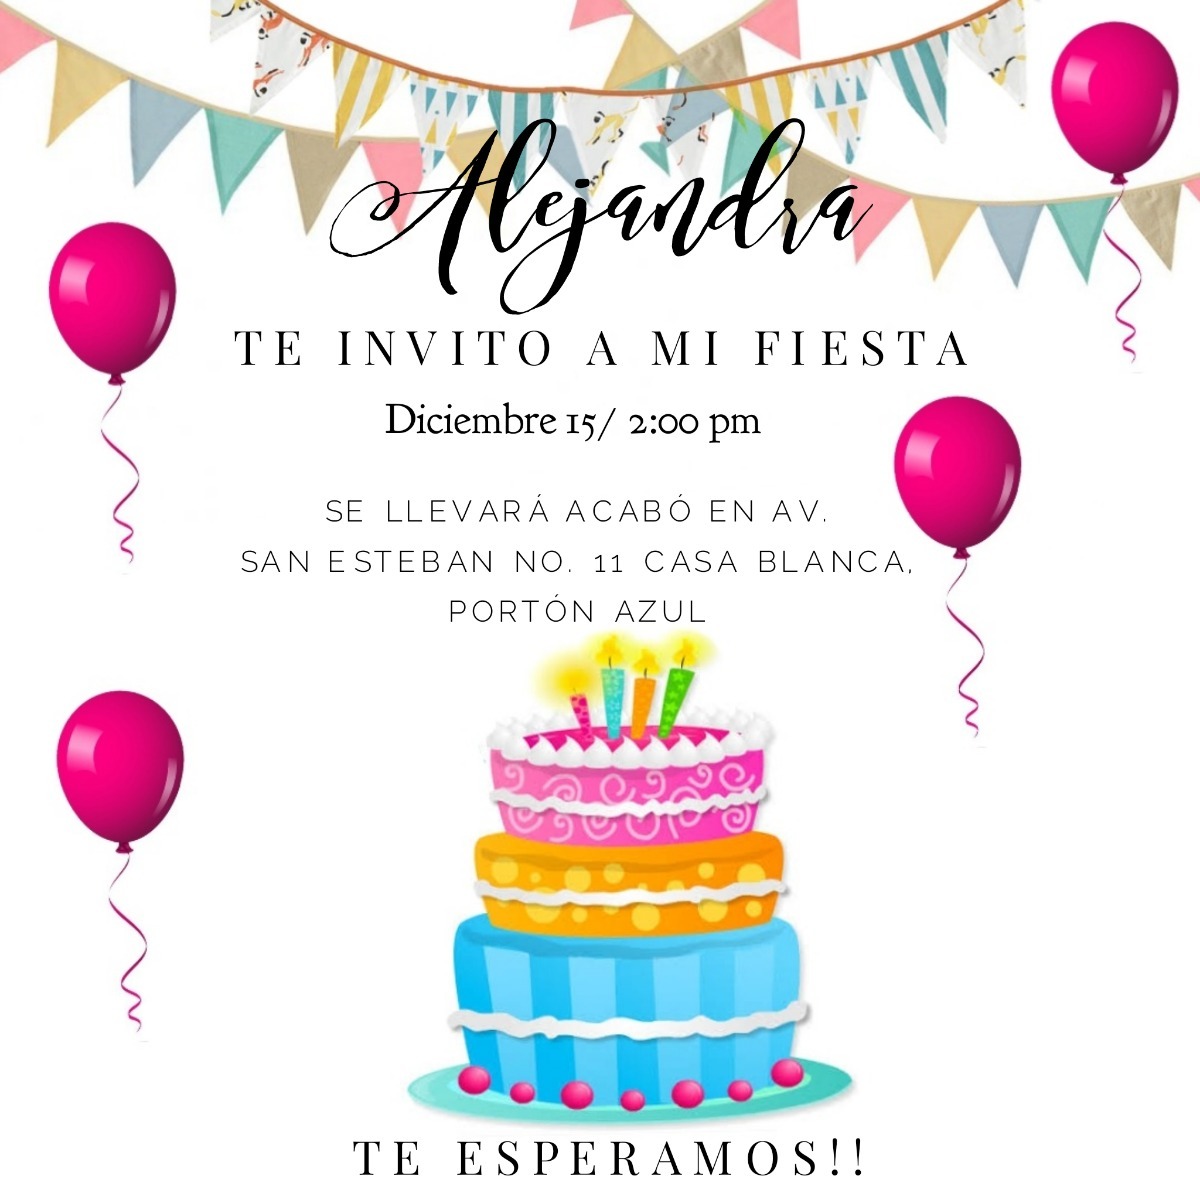 Alejandra
TE INVITO A MI FIESTA
Diciembre 15/ 2:00 pm
SE LLEVARÁ ACABÓ EN AV.
SAN ESTEBAN NO. 11 CASA BLANCA,
PORTÓN AZUL
TE ESPERAMOS!!